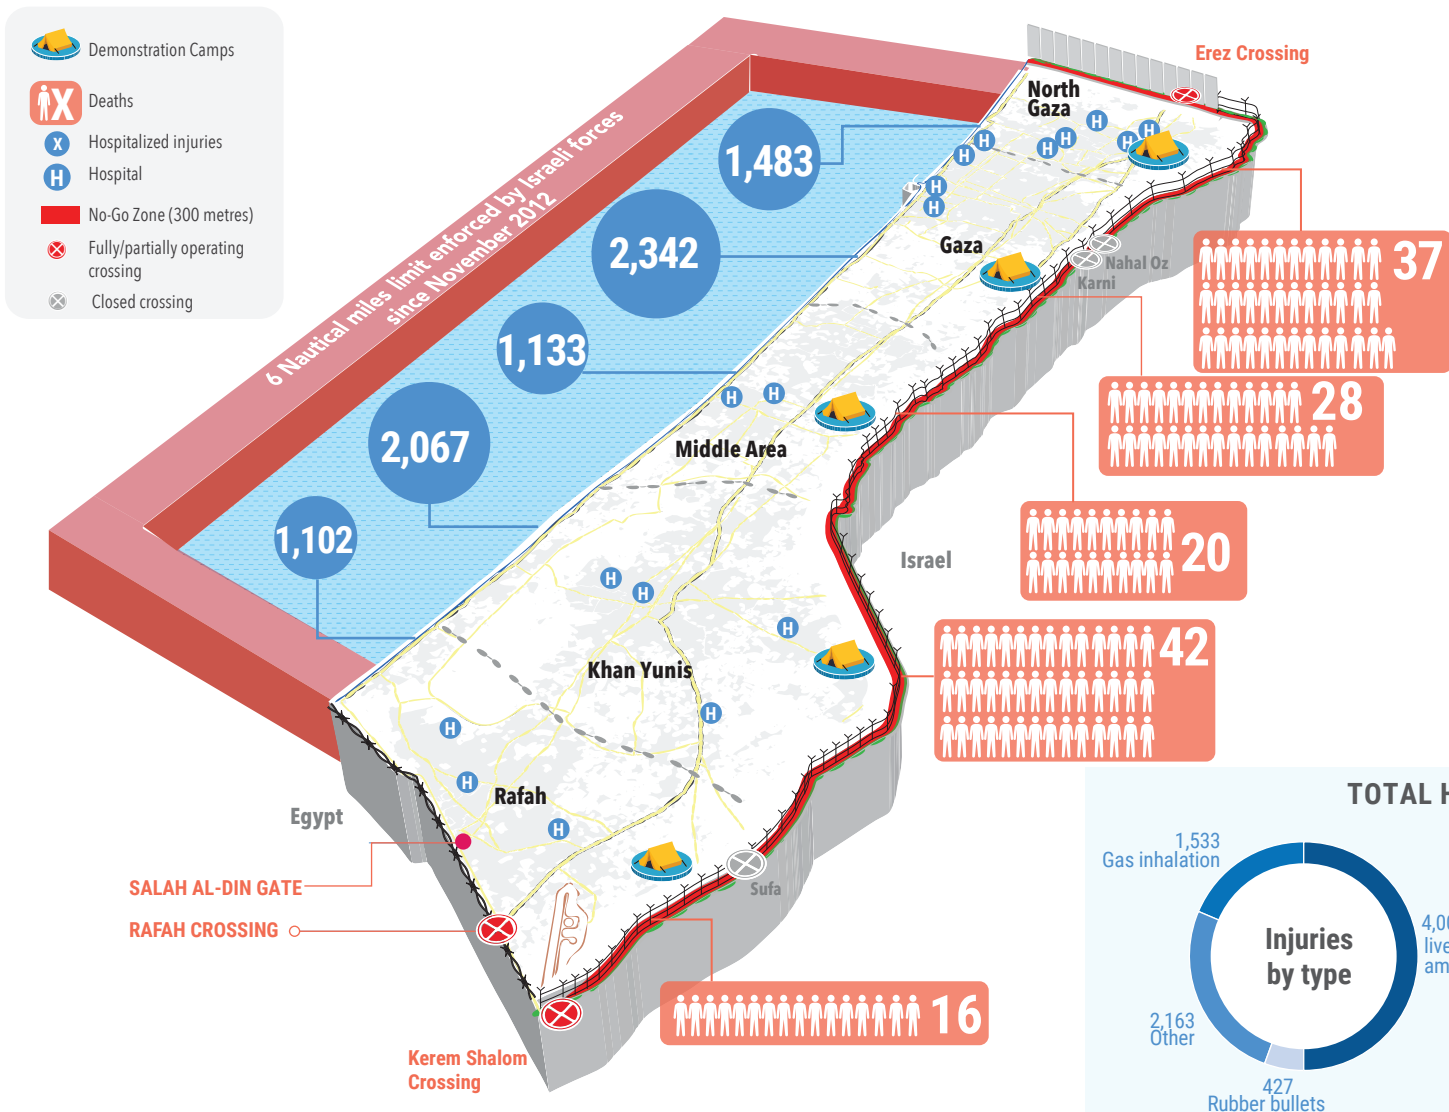 Demonstration Camps
X
Deaths
X
Hospitalized injuries
H
Hospital
No-Go Zone (300 metres)
Fully/partially operating
crossing
Closed crossing
6 Nautical miles limit enforced by Israeli forces
since November 2012
Erez Crossing
North
Gaza
1,483
H
H
H
H
H
H
H
H
H
2,342
Gaza
Nahal Oz
Karni
37
1,133
28
H
H
2,067
Middle Area
20
1,102
Israel
H
H
H
42
Khan Yunis
H
H
H
Rafah
H
Egypt
SALAH AL-DIN GATE
Sufa
RAFAH CROSSING
16
Kerem Shalom
Crossing
TOTAL H
1,533
Gas inhalation
Injuries
by type
4,00
live
am
2,163
Other
427
Rubber bullets